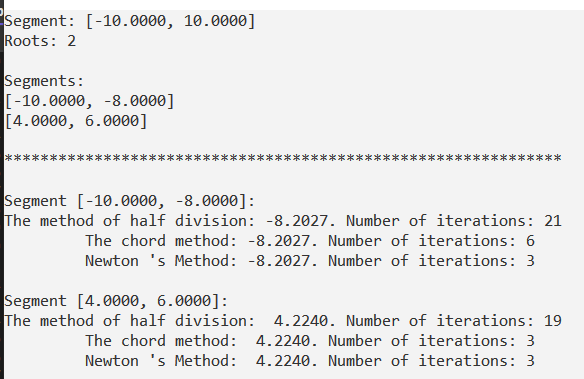 Segment: [-10.0000, 10.0000]
Roots: 2
Segments:
[-10.0000, -8.0000]
[4.0000, 6.0000]
**************************************************************
Segment [-10.0000, -8.0000]:
The method of half division: -8.2027. Number of iterations: 21
The chord method: -8.2027. Number of iterations: 6
Newton 's Method: -8.2027. Number of iterations: 3
Segment [4.0000, 6.0000]:
The method of half division:  4.2240. Number of iterations: 19
The chord method:  4.2240. Number of iterations: 3
Newton 's Method:  4.2240. Number of iterations: 3